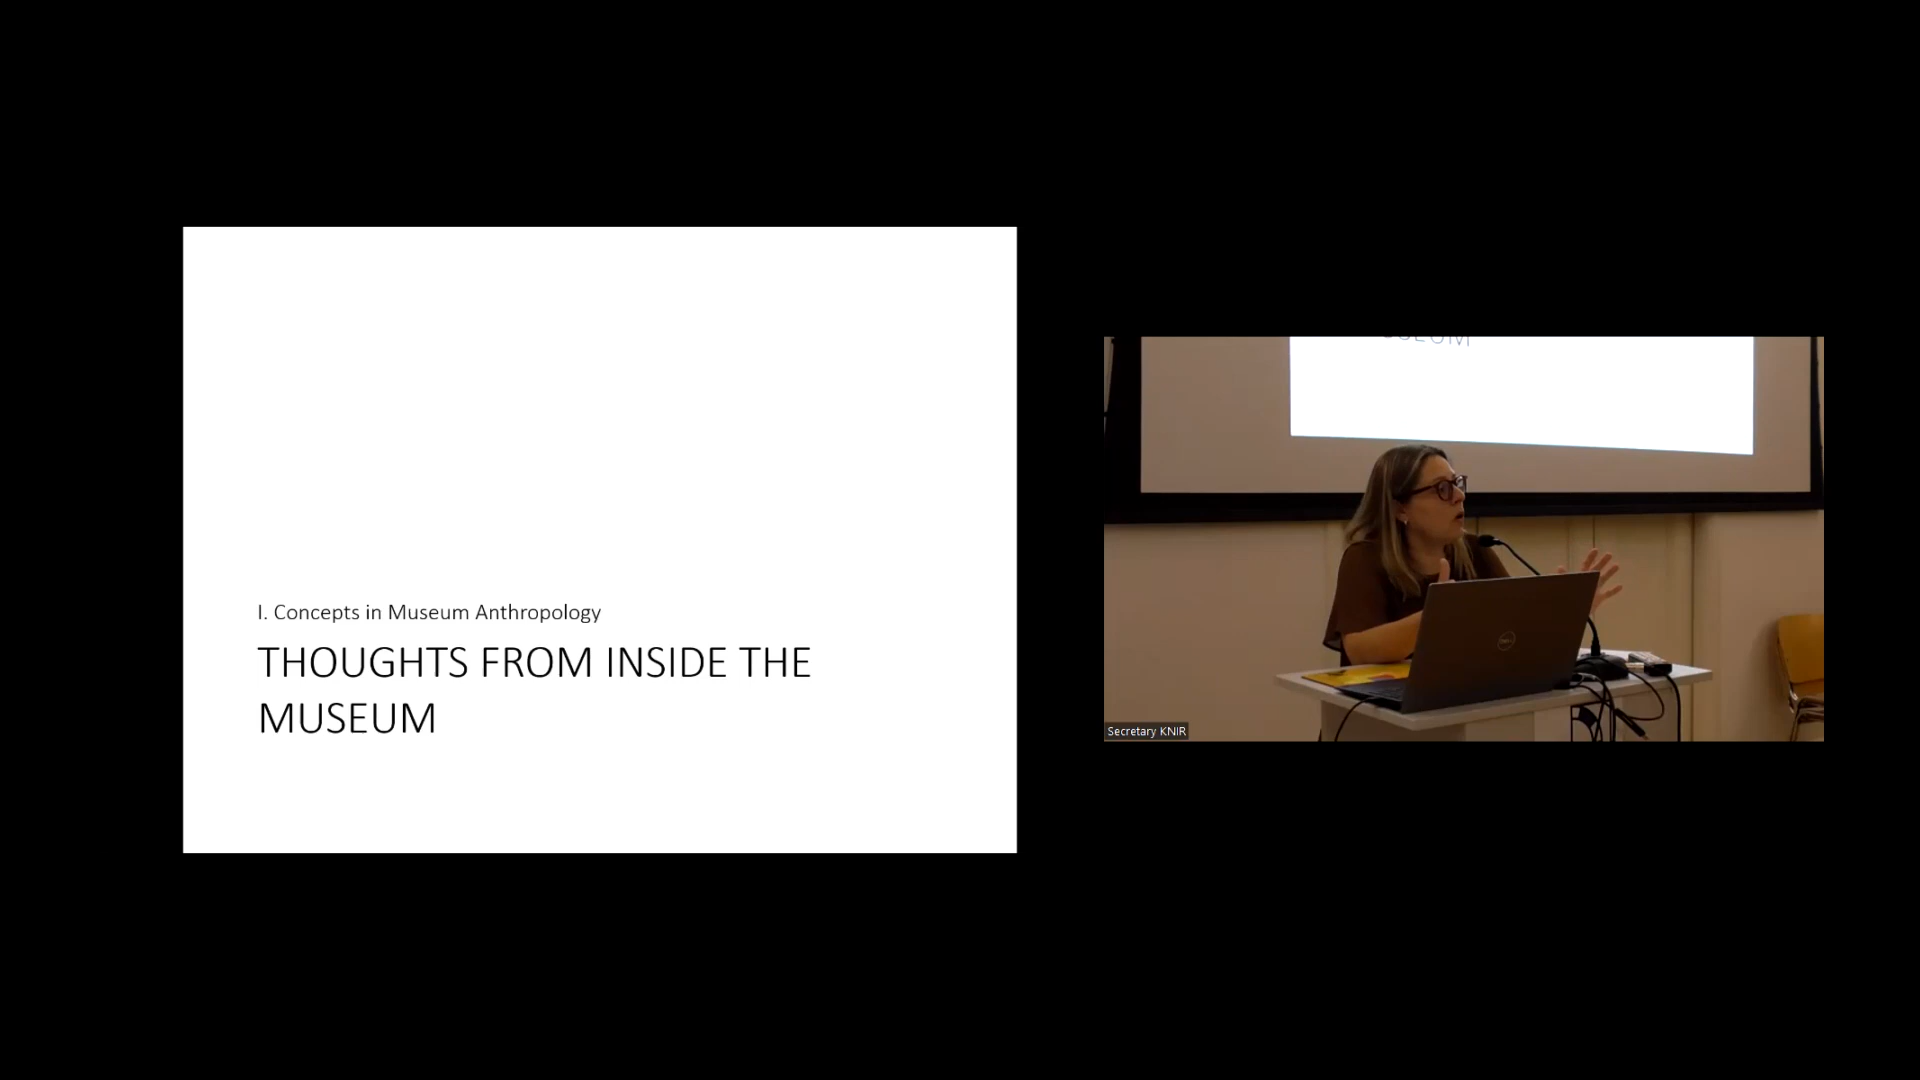 I. Concepts in Museum Anthropology
THOUGHTS FROM INSIDE THE
MUSEUM
Secretary KNIR